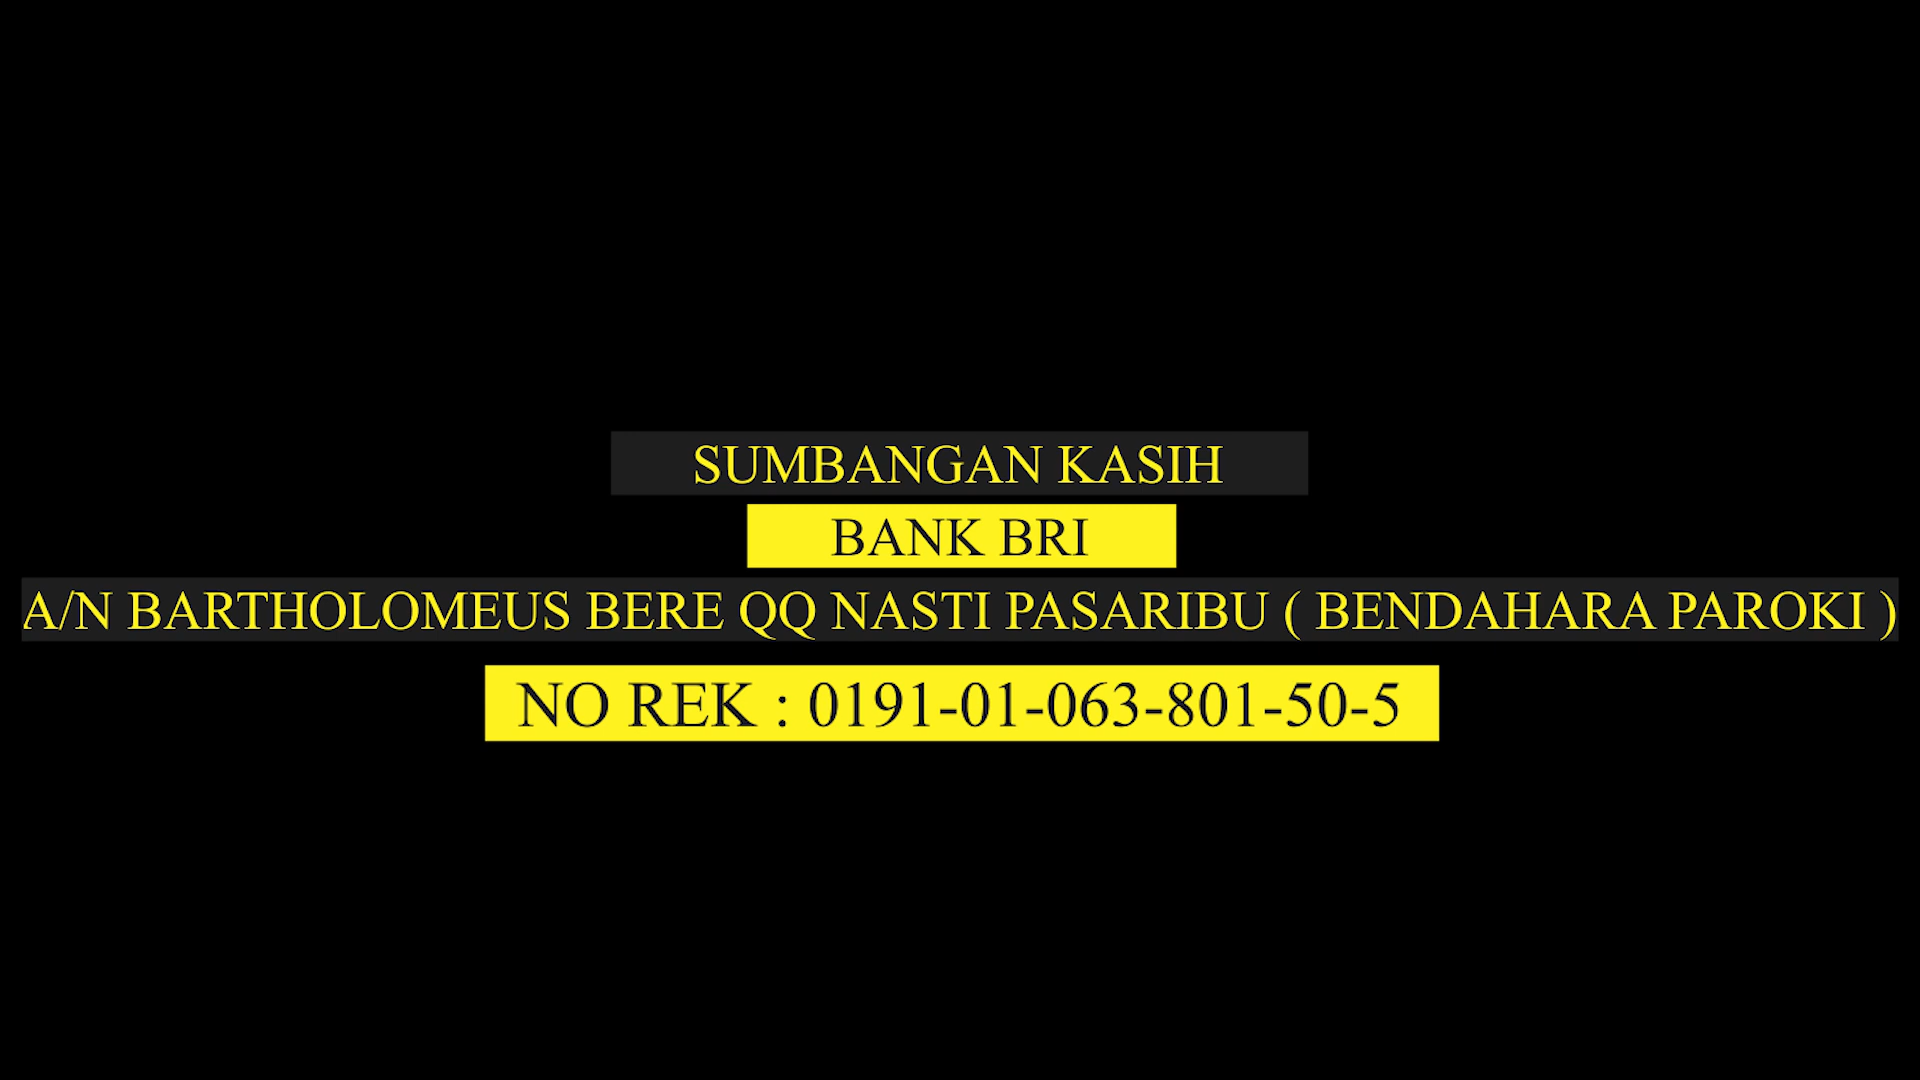 SUMBANGAN KASIH
BANK BRI
A/N BARTHOLOMEUS BERE QQ NASTI PASARIBU ( BENDAHARA PAROKI )
NO REK : 0191-01-063-801-50-5